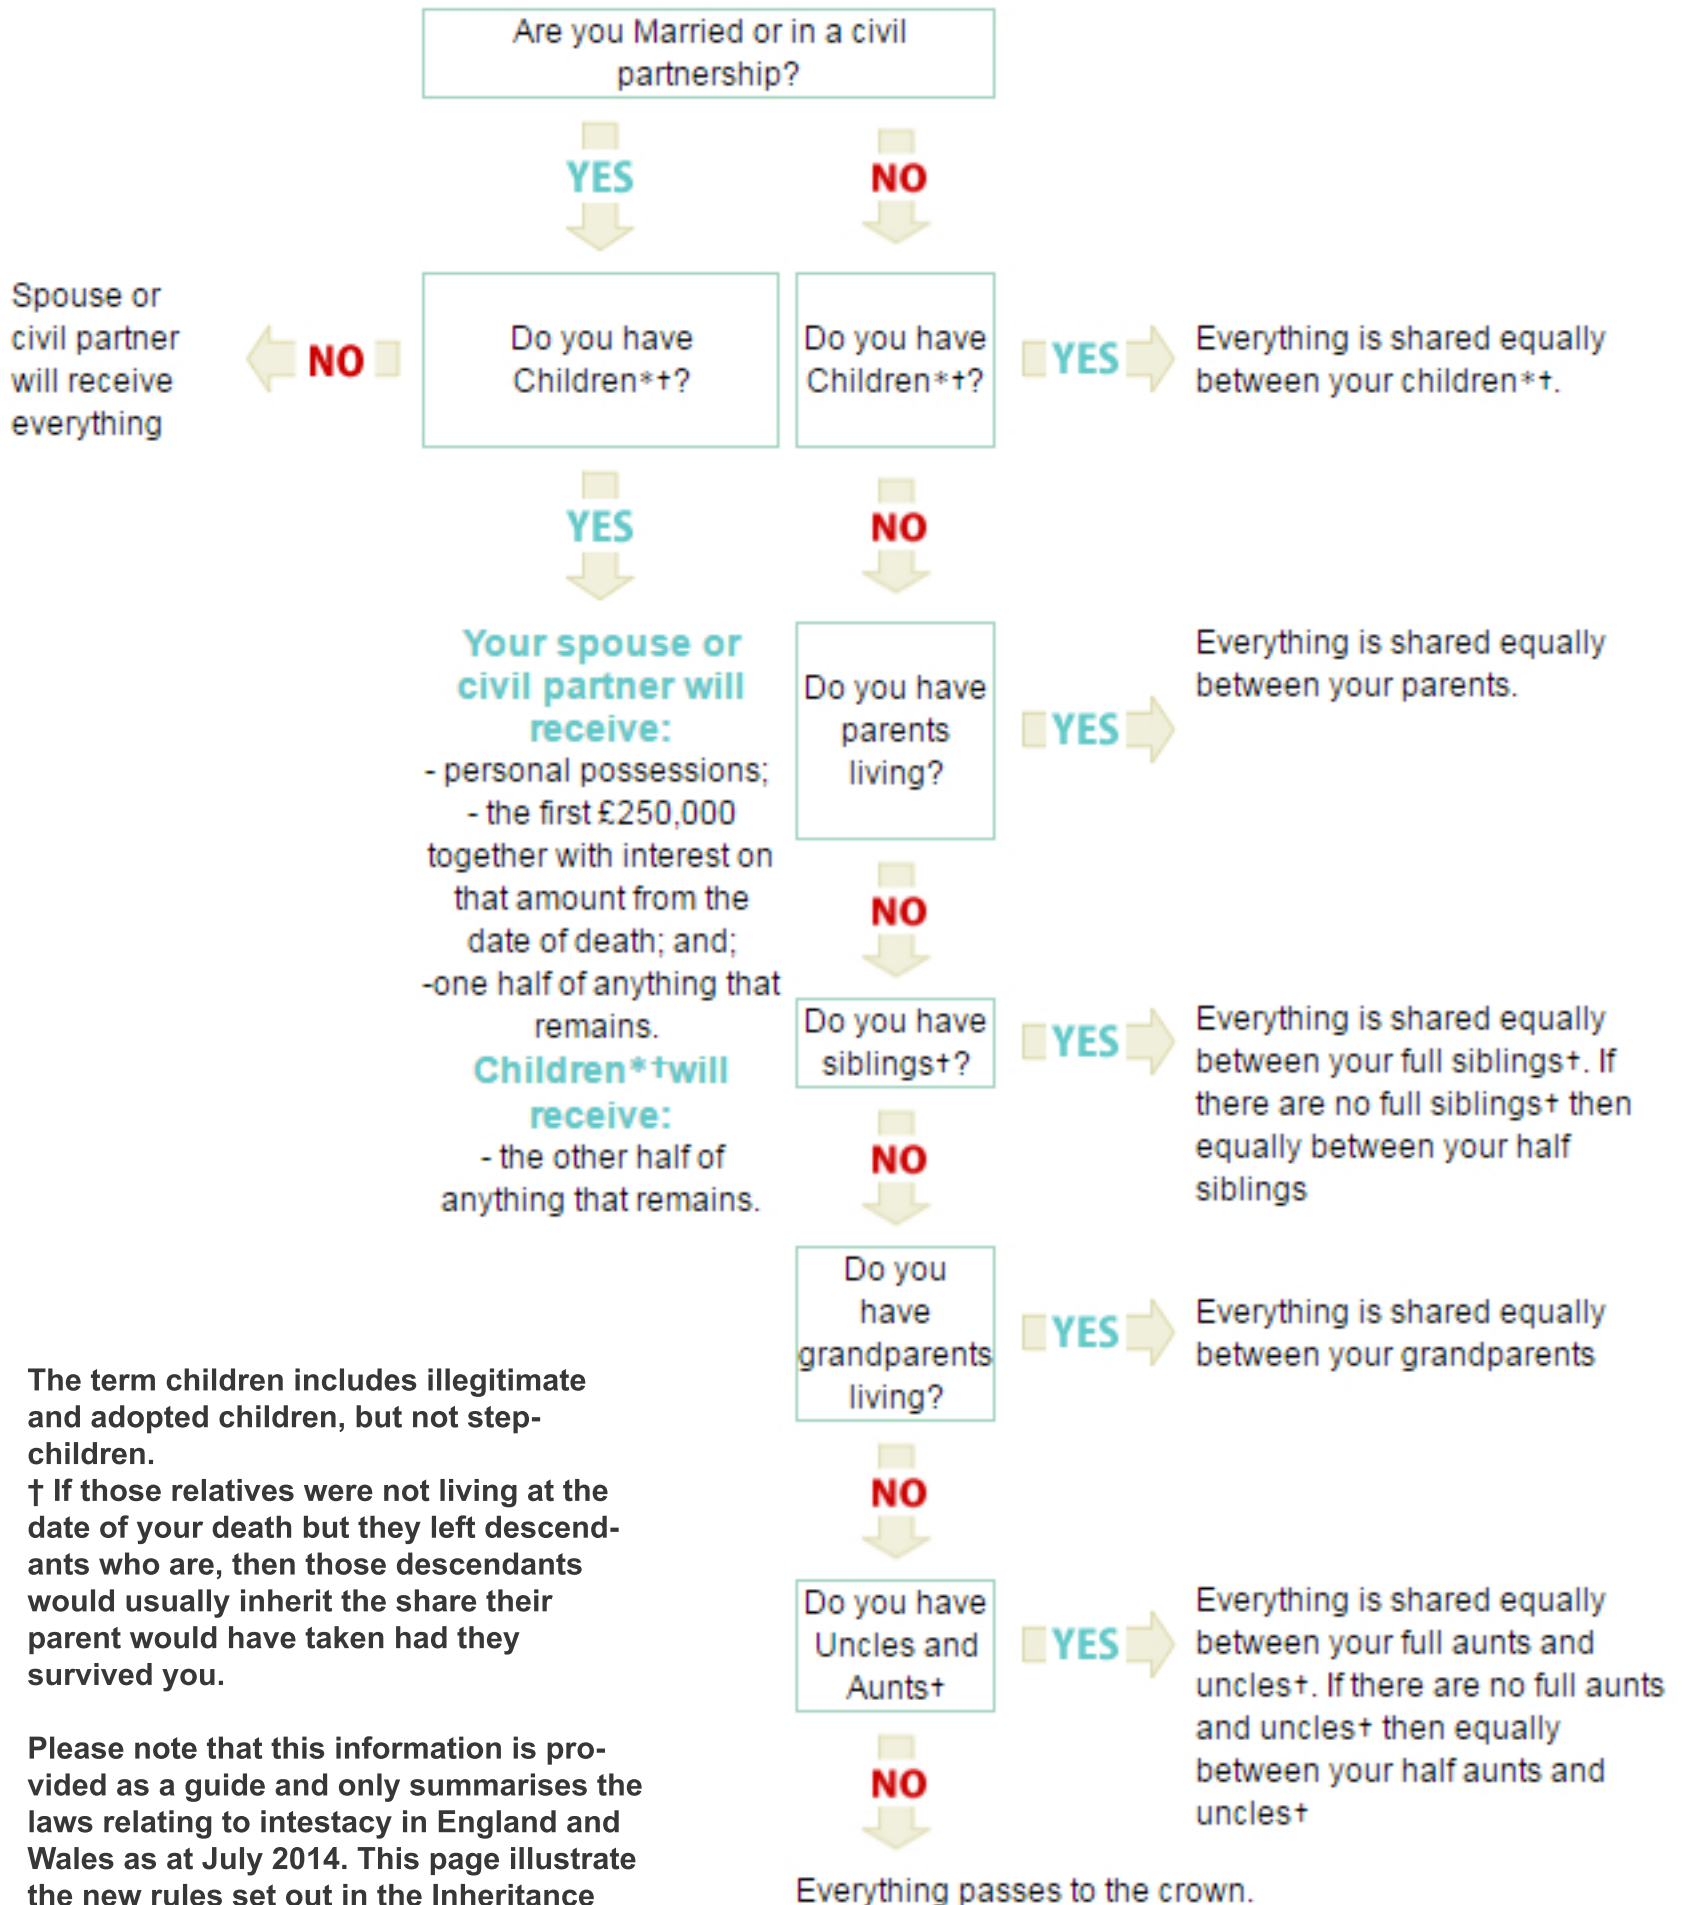 Are you Married or in a civil
partnership?
YES
NO
Spouse or
civil partner
will receive
everything
NO
Do you have
Children*†?
Do you have
Children*†?
YES
Everything is shared equally
between your children*†.
YES
NO
Your spouse or
civil partner will
receive:
- personal possessions;
- the first £250,000
together with interest on
that amount from the
date of death; and;
-one half of anything that
remains.
Children*†will
receive:
- the other half of
anything that remains.
Do you have
parents
living?
YES
Everything is shared equally
between your parents.
NO
Do you have
siblings†?
YES
Everything is shared equally
between your full siblings†. If
there are no full siblings† then
equally between your half
siblings
NO
Do you
have
grandparents
living?
YES
Everything is shared equally
between your grandparents
NO
Do you have
Uncles and
Aunts†
YES
Everything is shared equally
between your full aunts and
uncles†. If there are no full aunts
and uncles† then equally
between your half aunts and
uncles†
NO
Everything passes to the crown.
The term children includes illegitimate
and adopted children, but not step-
children.
† If those relatives were not living at the
date of your death but they left descend-
ants who are, then those descendants
would usually inherit the share their
parent would have taken had they
survived you.
Please note that this information is pro-
vided as a guide and only summarises the
laws relating to intestacy in England and
Wales as at July 2014. This page illustrate
the new rules set out in the Inheritance